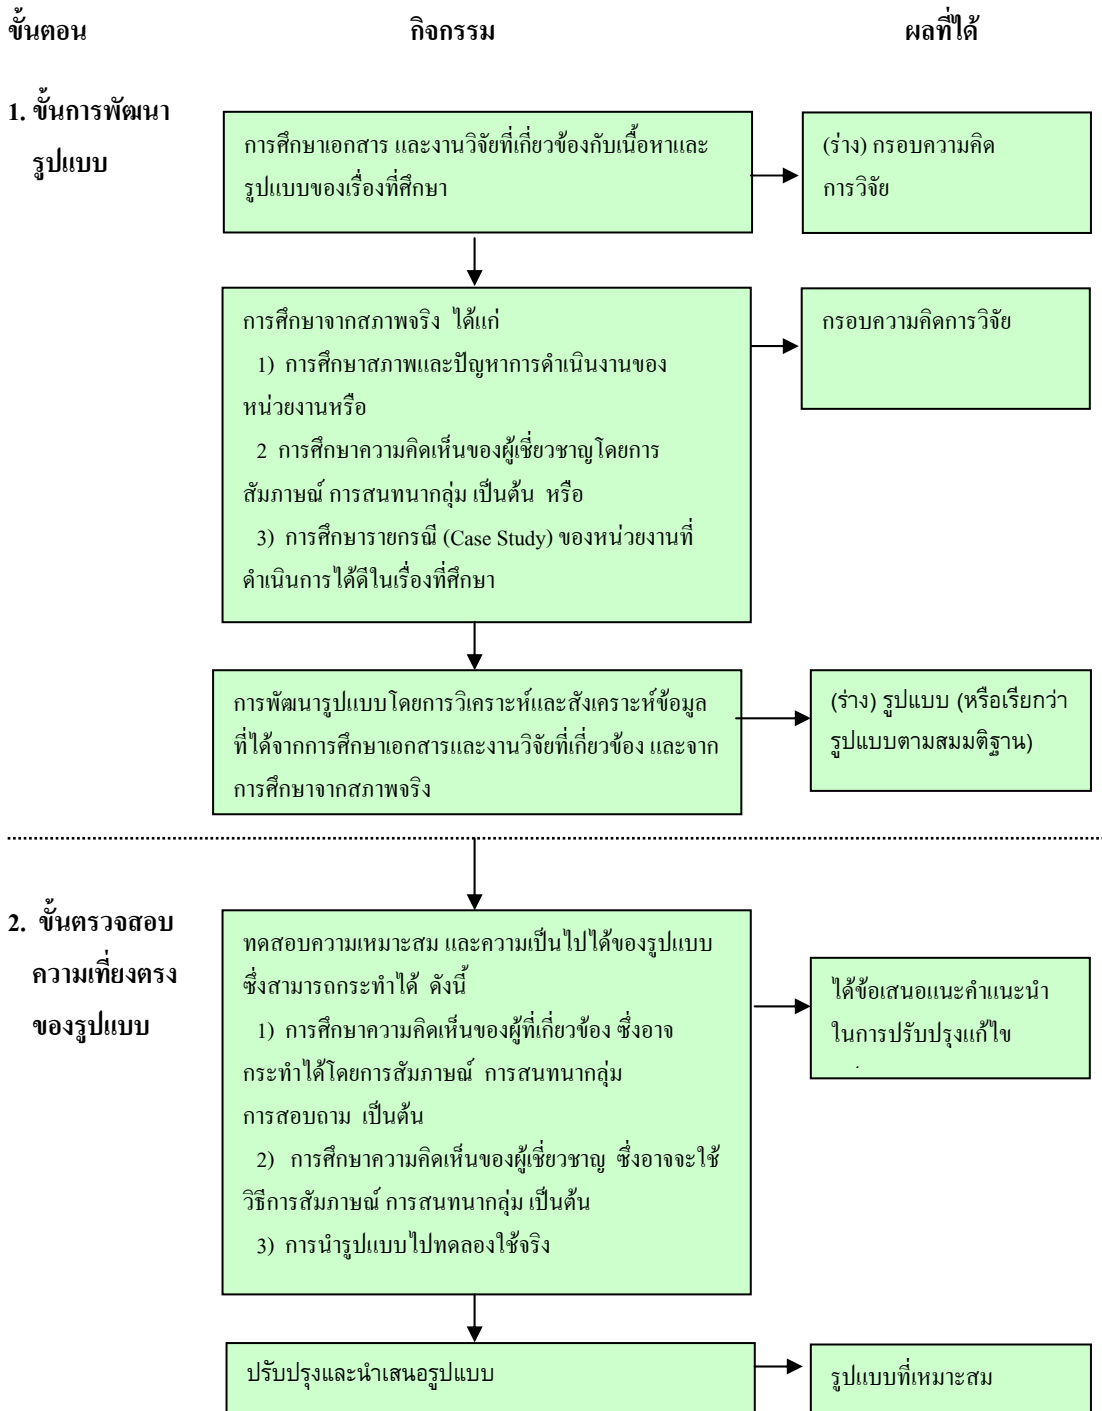 ขั้นตอน
กิจกรรม
ผลที่ได้
1. ขั้นการพัฒนา
รูปแบบ
การศึกษาเอกสาร และงานวิจัยที่เกี่ยวข้องกับเนื้อหาและ
รูปแบบของเรื่องที่ศึกษา
(ร่าง) กรอบความคิด
การวิจัย
การศึกษาจากสภาพจริง ได้แก่
1) การศึกษาสภาพและปัญหาการดำเนินงานของ
หน่วยงานหรือ
2 การศึกษาความคิดเห็นของผู้เชี่ยวชาญโดยการ
สัมภาษณ์ การสนทนากลุ่ม เป็นต้น หรือ
3) การศึกษารายกรณี (Case Study) ของหน่วยงานที่
ดำเนินการได้ดีในเรื่องที่ศึกษา
กรอบความคิดการวิจัย
การพัฒนารูปแบบโดยการวิเคราะห์และสังเคราะห์ข้อมูล
ที่ได้จากการศึกษาเอกสารและงานวิจัยที่เกี่ยวข้อง และจาก
การศึกษาจากสภาพจริง
(ร่าง) รูปแบบ (หรือเรียกว่า
รูปแบบตามสมมติฐาน)
2. ขั้นตรวจสอบ
ความเที่ยงตรง
ของรูปแบบ
ทดสอบความเหมาะสม และความเป็นไปได้ของรูปแบบ
ซึ่งสามารถกระทำได้ ดังนี้
1) การศึกษาความคิดเห็นของผู้ที่เกี่ยวข้อง ซึ่งอาจ
กระทำได้โดยการสัมภาษณ์ การสนทนากลุ่ม
การสอบถาม เป็นต้น
2) การศึกษาความคิดเห็นของผู้เชี่ยวชาญ ซึ่งอาจจะใช้
วิธีการสัมภาษณ์ การสนทนากลุ่ม เป็นต้น
3) การนำรูปแบบไปทดลองใช้จริง
ได้ข้อเสนอแนะคำแนะนำ
ในการปรับปรุงแก้ไข
ปรับปรุงและนำเสนอรูปแบบ
รูปแบบที่เหมาะสม